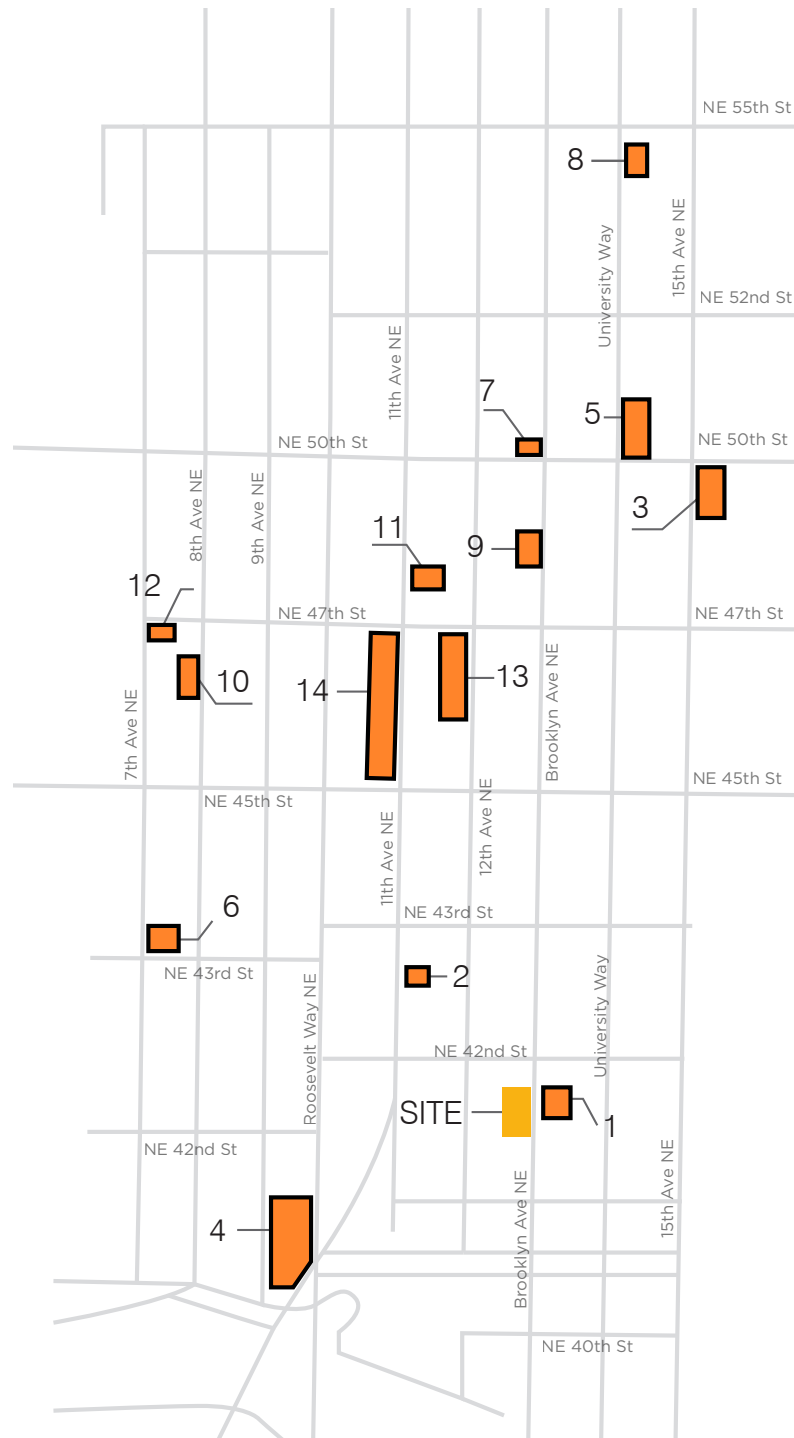 NE 55th St
8
15th Ave NE
University Way
NE 52nd St
11th Ave NE
7
5
NE 50th St
NE 50th St
8th Ave NE
9th Ave NE
3
11
9
12
NE 47th St
NE 47th St
10
14
13
7th Ave NE
Brooklyn Ave NE
NE 45th St
NE 45th St
11th Ave NE
12th Ave NE
6
NE 43rd St
NE 43rd St
2
Roosevelt Way NE
University Way
NE 42nd St
SITE
1
NE 42nd St
15th Ave NE
4
Brooklyn Ave NE
NE 40th St